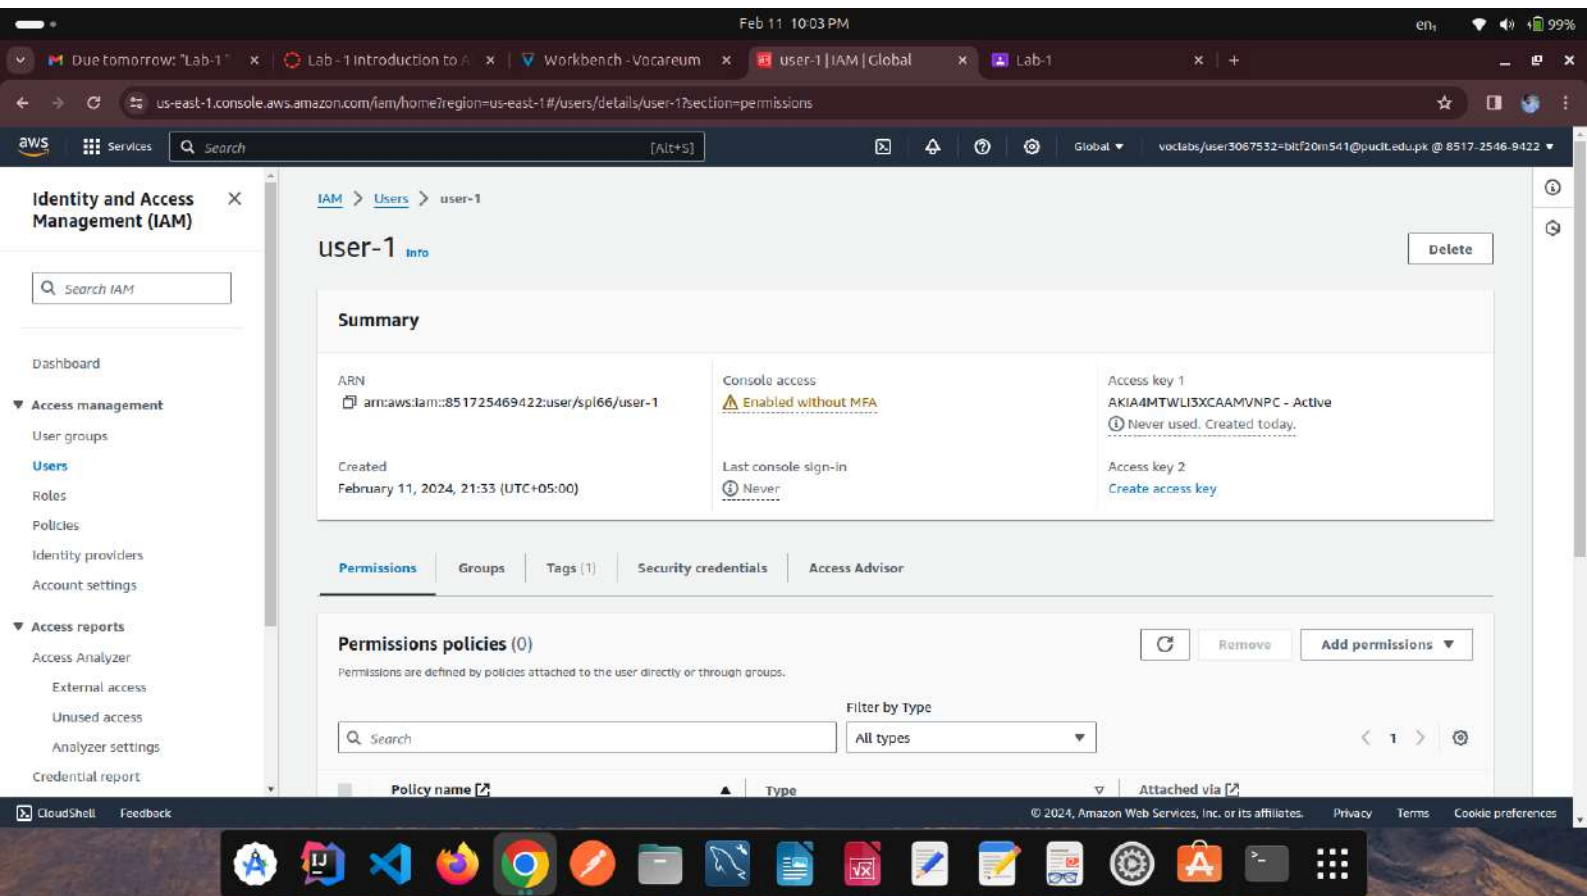 Feb 11 10:03 PM
en₁
99%
Due tomorrow: "Lab-1"
Lab - 1 Introduction to A
Workbench - Vocareum
user-1 | IAM | Global
Lab-1
us-east-1.console.aws.amazon.com/iam/home?region=us-east-1#/users/details/user-1?section=permissions
aws
Services
Search
[Alt+S]
Global
voclabs/user3067532=bitf20m541@pucit.edu.pk @ 8517-2546-9422
Identity and Access
Management (IAM)
Search IAM
Dashboard
Access management
User groups
Users
Roles
Policies
Identity providers
Account settings
Access reports
Access Analyzer
External access
Unused access
Analyzer settings
Credential report
IAM > Users > user-1
user-1 Info
Delete
Summary
ARN
arn:aws:iam::851725469422:user/spl66/user-1
Console access
Enabled without MFA
Access key 1
AKIA4MTWLI3XCAAMVNPC - Active
Never used. Created today.
Created
February 11, 2024, 21:33 (UTC+05:00)
Last console sign-in
Never
Access key 2
Create access key
Permissions
Groups
Tags (1)
Security credentials
Access Advisor
Permissions policies (0)
Remove
Add permissions
Permissions are defined by policies attached to the user directly or through groups.
Filter by Type
Search
All types
1
Policy name
Type
Attached via
CloudShell
Feedback
© 2024, Amazon Web Services, Inc. or its affiliates.
Privacy
Terms
Cookie preferences